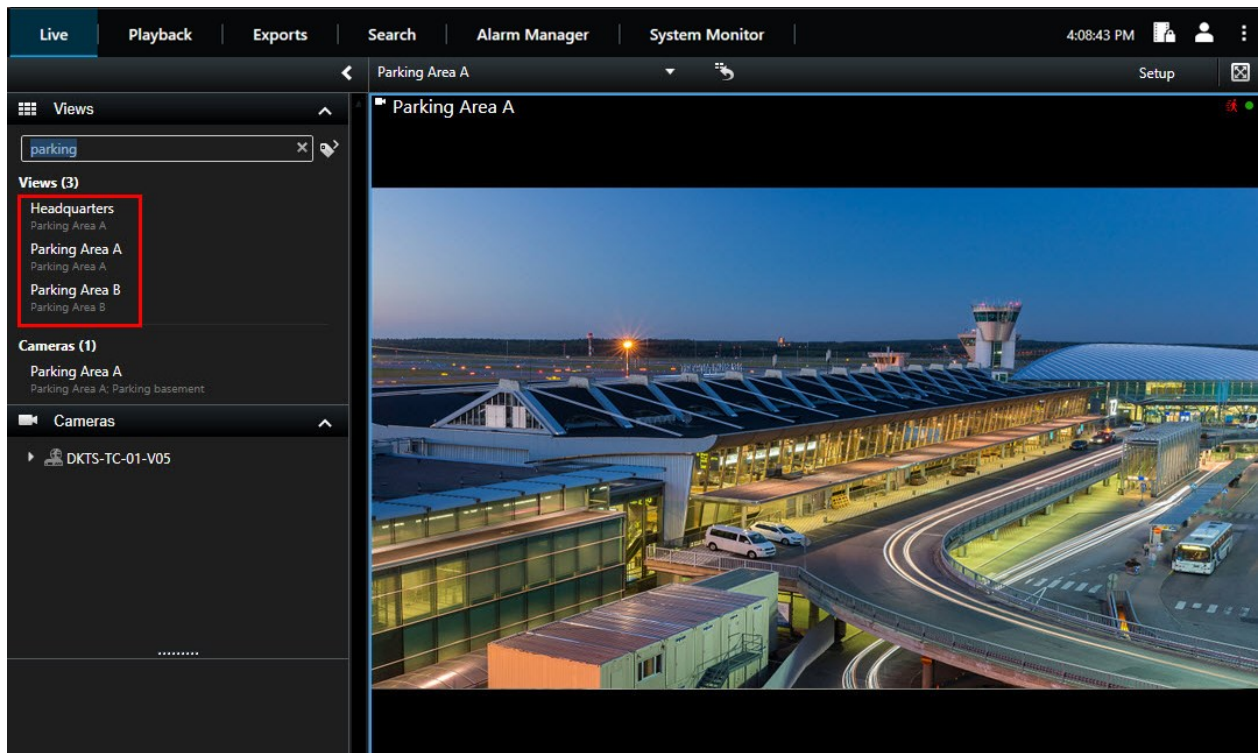 Live Playback Exports Search Alarm Manager System Monitor 4:08:43 PM
Parking Area A Setup
Views
Parking Area A
parking
Views (3)
Headquarters
Parking Area A
Parking Area A
Parking Area A
Parking Area B
Parking Area B
Cameras (1)
Parking Area A
Parking Area A; Parking basement
Cameras
DKTS-TC-01-V05